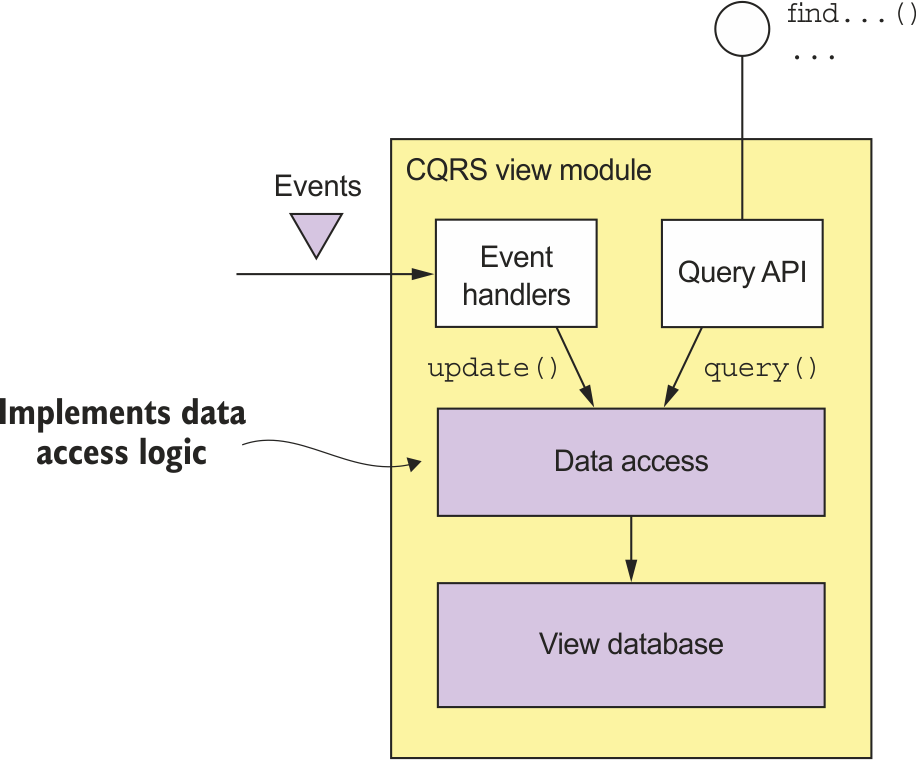 find...()
...
CQRS view module
Events
Event
handlers
Query API
update()
query()
Implements data
access logic
Data access
View database